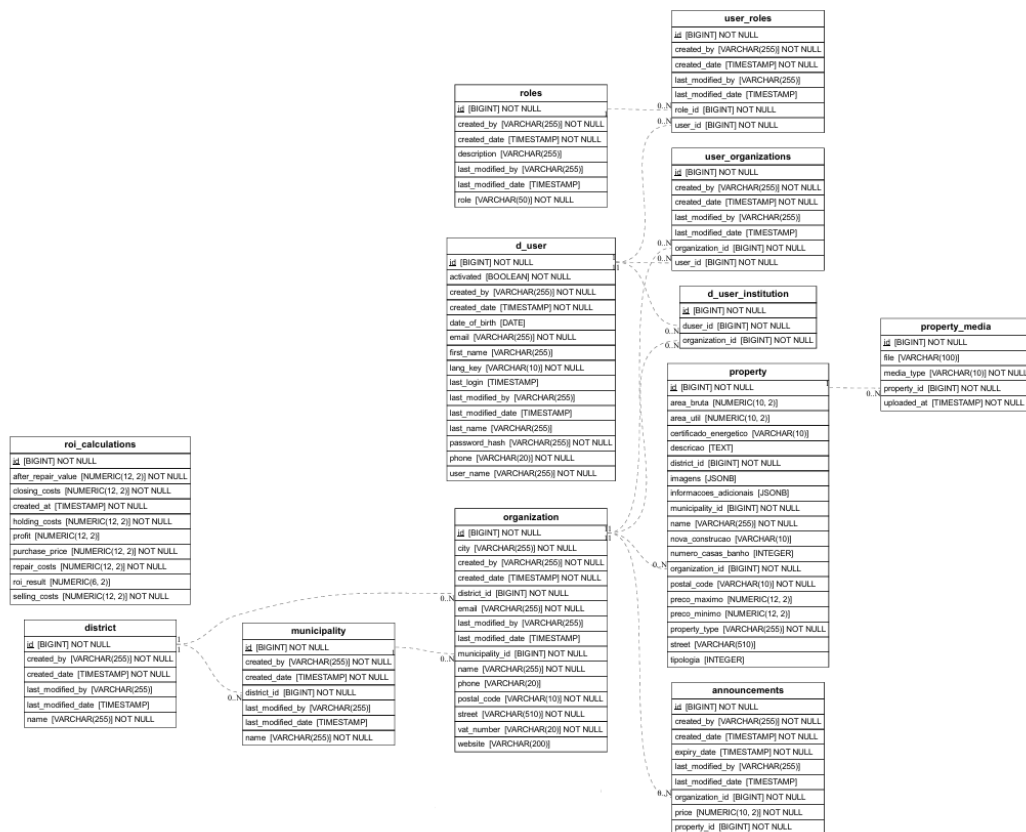 user_roles
id [BIGINT] NOT NULL
created_by [VARCHAR(255)] NOT NULL
created_date [TIMESTAMP] NOT NULL
last_modified_by [VARCHAR(255)]
last_modified_date [TIMESTAMP]
role_id [BIGINT] NOT NULL
user_id [BIGINT] NOT NULL
0..N
0..N
roles
id [BIGINT] NOT NULL
1
created_by [VARCHAR(255)] NOT NULL
created_date [TIMESTAMP] NOT NULL
description [VARCHAR(255)]
last_modified_by [VARCHAR(255)]
last_modified_date [TIMESTAMP]
role [VARCHAR(50)] NOT NULL
user_organizations
id [BIGINT] NOT NULL
created_by [VARCHAR(255)] NOT NULL
created_date [TIMESTAMP] NOT NULL
last_modified_by [VARCHAR(255)]
last_modified_date [TIMESTAMP]
organization_id [BIGINT] NOT NULL
user_id [BIGINT] NOT NULL
0..N
0..N
d_user
id [BIGINT] NOT NULL
1
11
activated [BOOLEAN] NOT NULL
created_by [VARCHAR(255)] NOT NULL
created_date [TIMESTAMP] NOT NULL
date_of_birth [DATE]
email [VARCHAR(255)] NOT NULL
first_name [VARCHAR(255)]
lang_key [VARCHAR(10)] NOT NULL
last_login [TIMESTAMP]
last_modified_by [VARCHAR(255)]
last_modified_date [TIMESTAMP]
last_name [VARCHAR(255)]
password_hash [VARCHAR(255)] NOT NULL
phone [VARCHAR(20)] NOT NULL
user_name [VARCHAR(255)] NOT NULL
d_user_institution
id [BIGINT] NOT NULL
duser_id [BIGINT] NOT NULL
organization_id [BIGINT] NOT NULL
0..N
0..N
property_media
id [BIGINT] NOT NULL
file [VARCHAR(100)]
media_type [VARCHAR(10)] NOT NULL
property_id [BIGINT] NOT NULL
uploaded_at [TIMESTAMP] NOT NULL
0..N
property
id [BIGINT] NOT NULL
1
area_bruta [NUMERIC(10, 2)]
area_util [NUMERIC(10, 2)]
certificado_energetico [VARCHAR(10)]
descricao [TEXT]
district_id [BIGINT] NOT NULL
imagens [JSONB]
informacoes_adicionais [JSONB]
municipality_id [BIGINT] NOT NULL
name [VARCHAR(255)] NOT NULL
nova_construcao [VARCHAR(10)]
numero_casas_banho [INTEGER]
organization_id [BIGINT] NOT NULL
postal_code [VARCHAR(10)] NOT NULL
preco_maximo [NUMERIC(12, 2)]
preco_minimo [NUMERIC(12, 2)]
property_type [VARCHAR(255)] NOT NULL
street [VARCHAR(510)]
tipologia [INTEGER]
0..N
roi_calculations
id [BIGINT] NOT NULL
after_repair_value [NUMERIC(12, 2)] NOT NULL
closing_costs [NUMERIC(12, 2)] NOT NULL
created_at [TIMESTAMP] NOT NULL
holding_costs [NUMERIC(12, 2)] NOT NULL
profit [NUMERIC(12, 2)]
purchase_price [NUMERIC(12, 2)] NOT NULL
repair_costs [NUMERIC(12, 2)] NOT NULL
roi_result [NUMERIC(6, 2)]
selling_costs [NUMERIC(12, 2)] NOT NULL
organization
id [BIGINT] NOT NULL
11
11
city [VARCHAR(255)] NOT NULL
created_by [VARCHAR(255)] NOT NULL
created_date [TIMESTAMP] NOT NULL
district_id [BIGINT] NOT NULL
email [VARCHAR(255)] NOT NULL
last_modified_by [VARCHAR(255)]
last_modified_date [TIMESTAMP]
municipality_id [BIGINT] NOT NULL
name [VARCHAR(255)] NOT NULL
phone [VARCHAR(20)]
postal_code [VARCHAR(10)] NOT NULL
street [VARCHAR(510)] NOT NULL
vat_number [VARCHAR(20)] NOT NULL
website [VARCHAR(200)]
0..N
0..N
district
id [BIGINT] NOT NULL
1
1
created_by [VARCHAR(255)] NOT NULL
created_date [TIMESTAMP] NOT NULL
last_modified_by [VARCHAR(255)]
last_modified_date [TIMESTAMP]
name [VARCHAR(255)] NOT NULL
municipality
id [BIGINT] NOT NULL
1
created_by [VARCHAR(255)] NOT NULL
created_date [TIMESTAMP] NOT NULL
district_id [BIGINT] NOT NULL
last_modified_by [VARCHAR(255)]
last_modified_date [TIMESTAMP]
name [VARCHAR(255)] NOT NULL
0..N
announcements
id [BIGINT] NOT NULL
created_by [VARCHAR(255)] NOT NULL
created_date [TIMESTAMP] NOT NULL
expiry_date [TIMESTAMP] NOT NULL
last_modified_by [VARCHAR(255)]
last_modified_date [TIMESTAMP]
organization_id [BIGINT] NOT NULL
price [NUMERIC(10, 2)] NOT NULL
property_id [BIGINT] NOT NULL
0..N